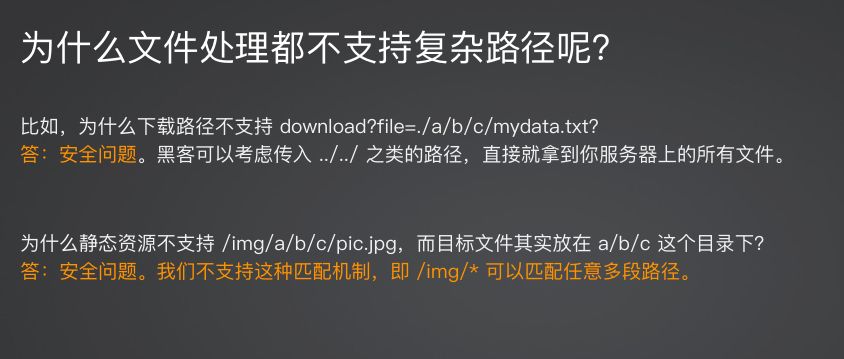 为什么文件处理都不支持复杂路径呢？
比如，为什么下载路径不支持 download?file=./a/b/c/mydata.txt？
答：安全问题。黑客可以考虑传入 ../../ 之类的路径，直接就拿到你服务器上的所有文件。
为什么静态资源不支持 /img/a/b/c/pic.jpg，而目标文件其实放在 a/b/c 这个目录下？
答：安全问题。我们不支持这种匹配机制，即 /img/* 可以匹配任意多段路径。